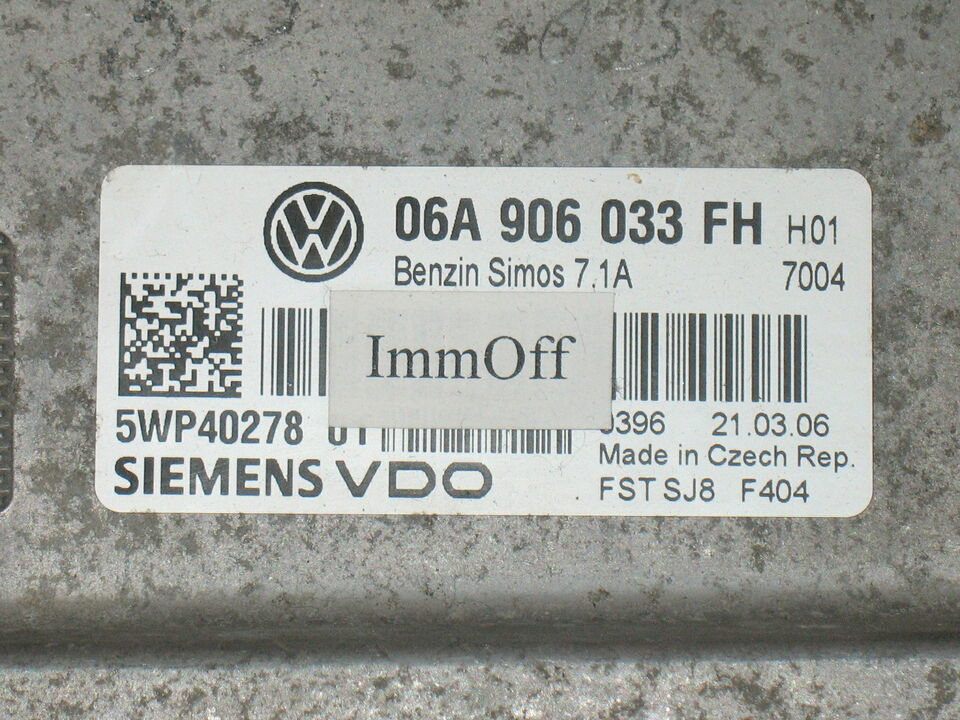 06A 906 033 FH H01
Benzin Simos 7.1A 7004
ImmOff
5WP40278 0396 21.03.06
Made in Czech Rep.
SIEMENS VDO
FST SJ8 F404